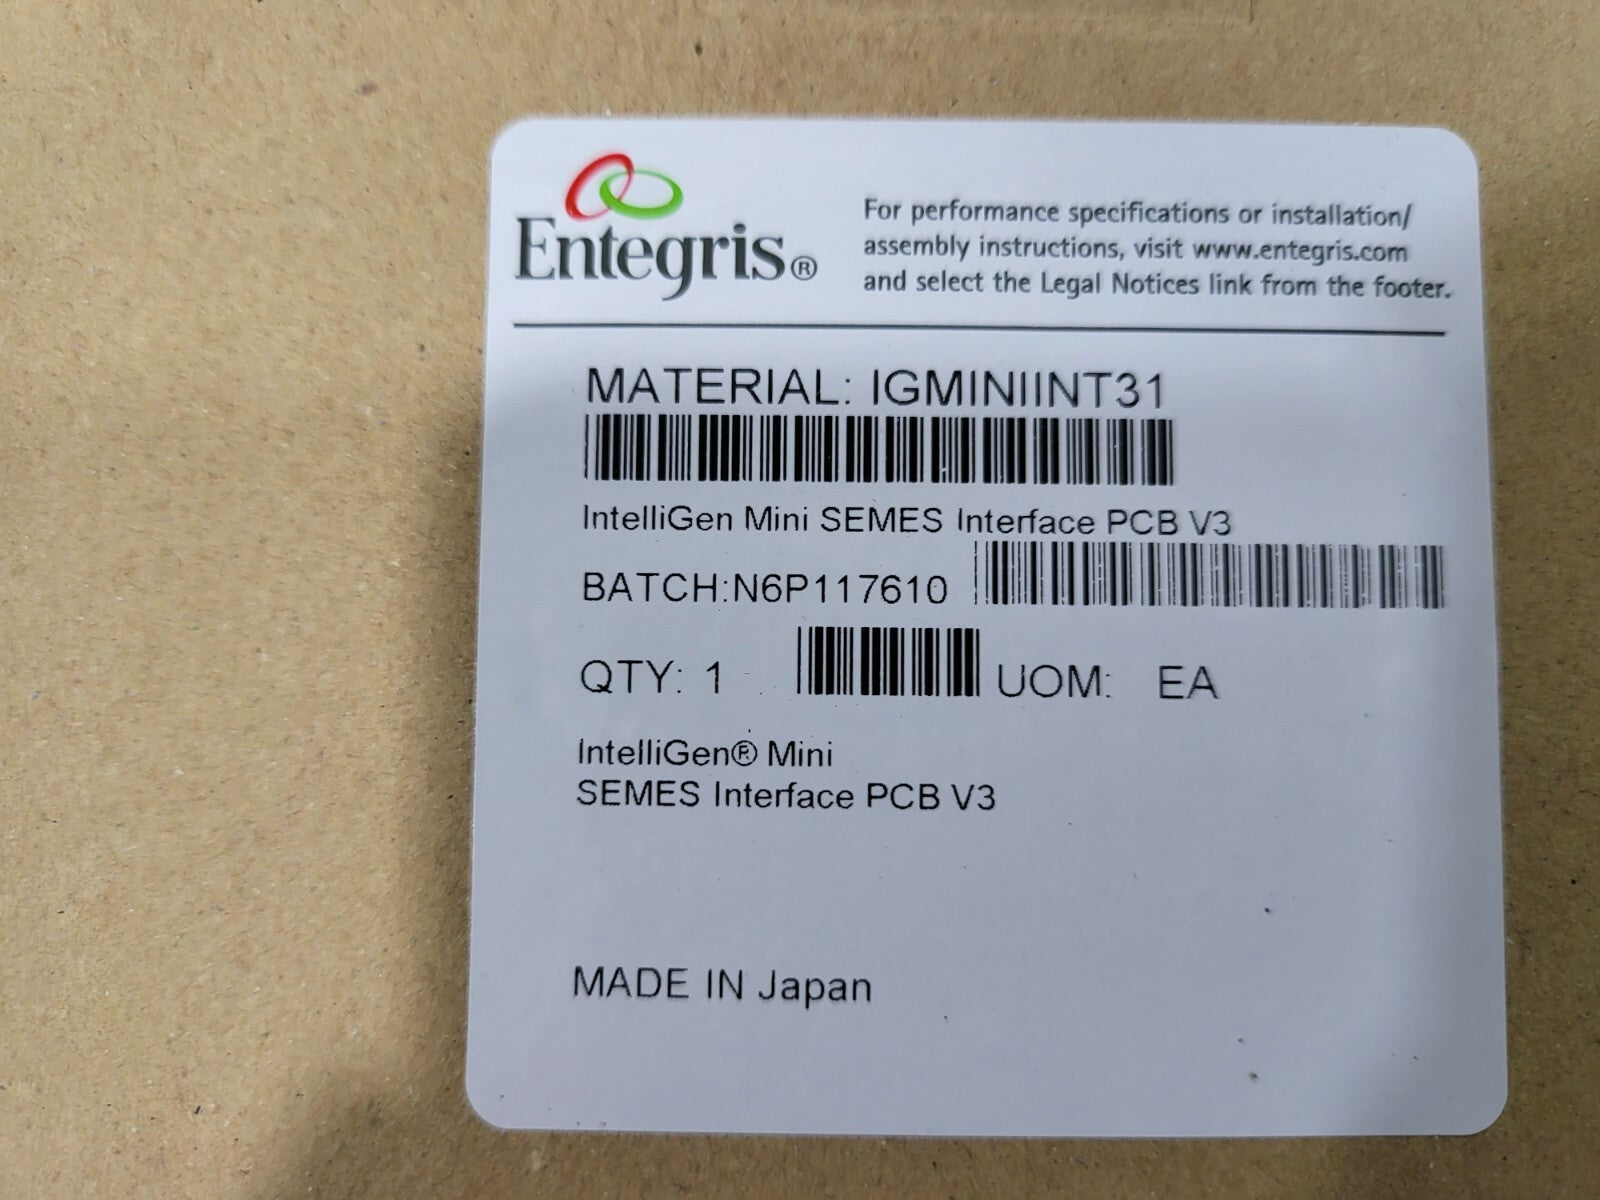 Entegris®
For performance specifications or installation/
assembly instructions, visit www.entegris.com
and select the Legal Notices link from the footer.
MATERIAL: IGMINIINT31
IntelliGen Mini SEMES Interface PCB V3
BATCH:N6P117610
QTY: 1 UOM: EA
IntelliGen® Mini
SEMES Interface PCB V3
MADE IN Japan